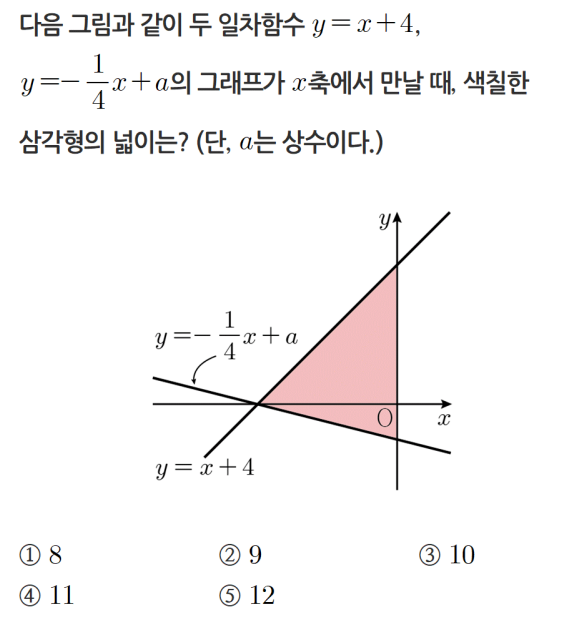 다음 그림과 같이 두 일차함수 y=x+4,
y=-1/4x+a의 그래프가 x축에서 만날 때, 색칠한
삼각형의 넓이는? (단, a는 상수이다.)
y
y=-1/4x+a
O
x
y=x+4
① 8 ② 9 ③ 10
④ 11 ⑤ 12